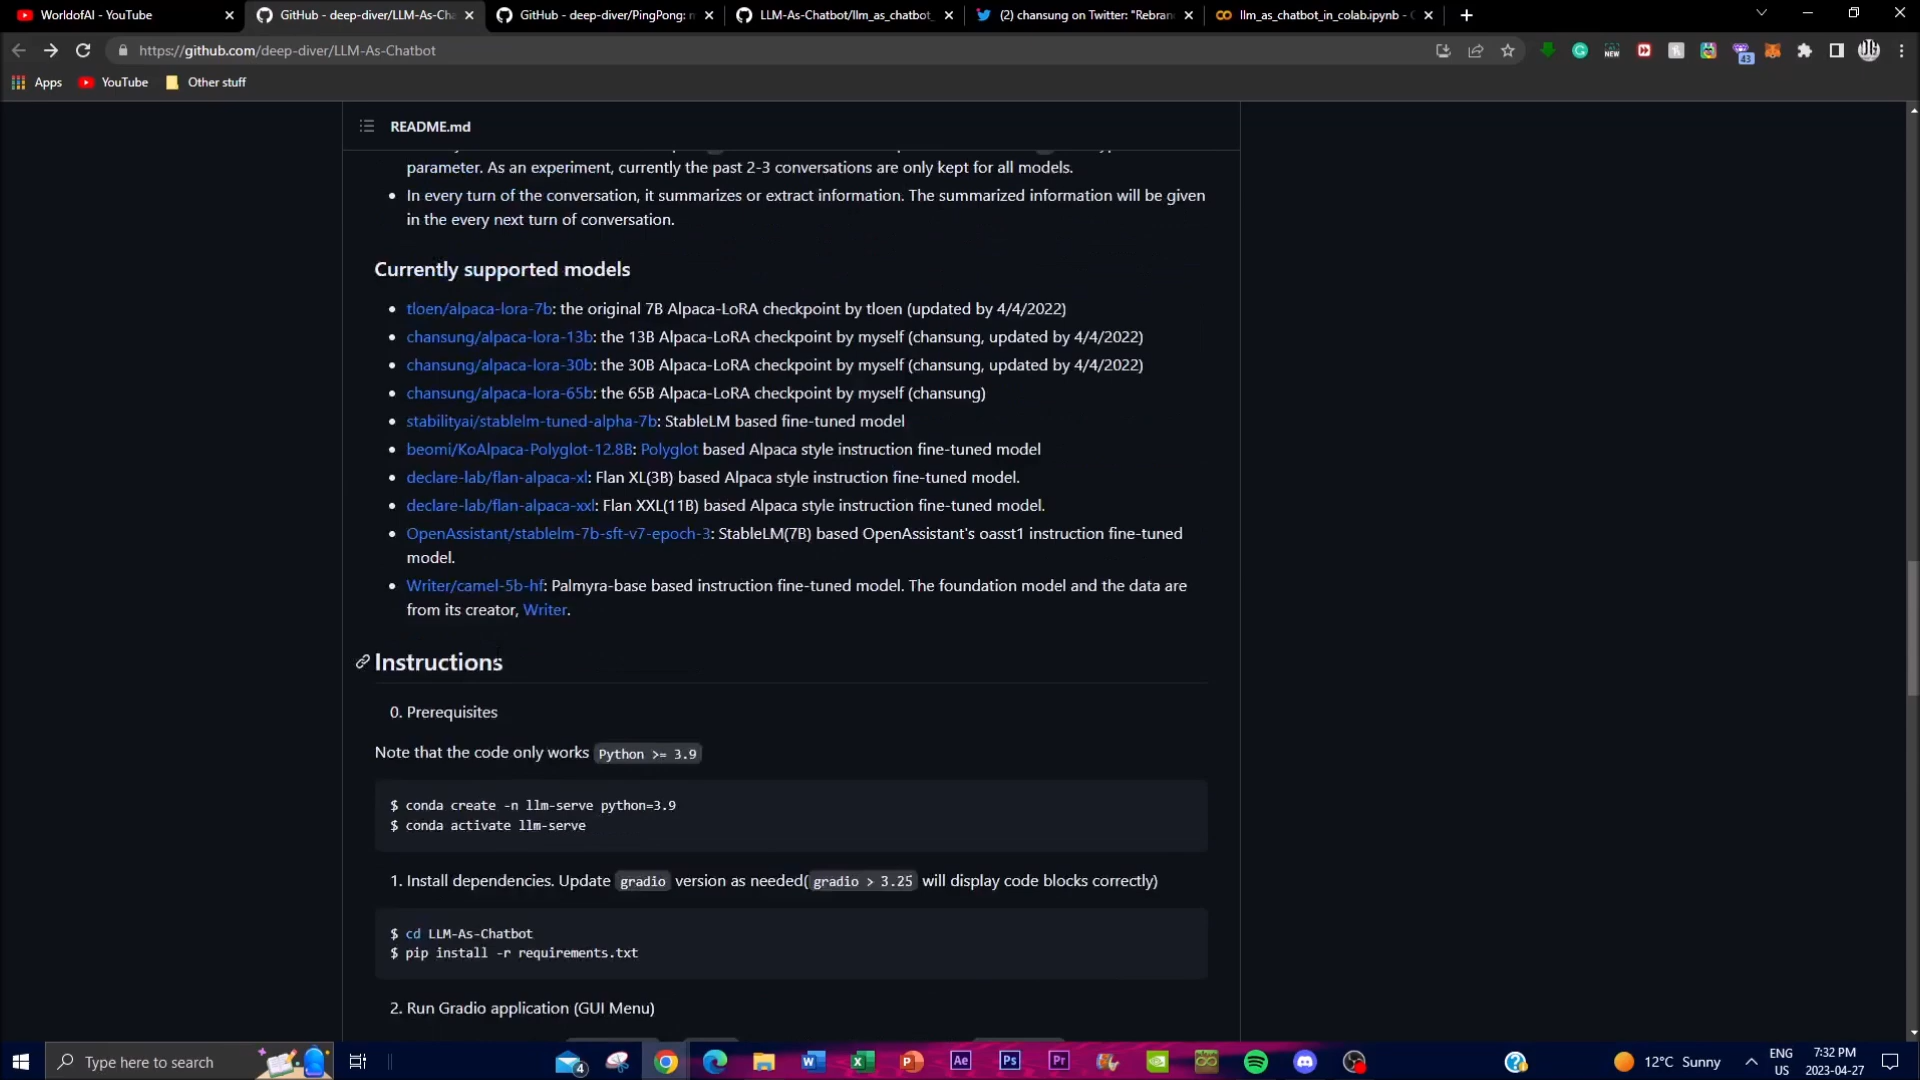 WorldofAI - YouTube
GitHub - deep-diver/LLM-As-Cha
GitHub - deep-diver/PingPong: m
LLM-As-Chatbot/llm_as_chatbot_
(2) chansung on Twitter: "Rebran
llm_as_chatbot_in_colab.ipynb - C
https://github.com/deep-diver/LLM-As-Chatbot
NEW
43
Apps
YouTube
Other stuff
README.md
parameter. As an experiment, currently the past 2-3 conversations are only kept for all models.
In every turn of the conversation, it summarizes or extract information. The summarized information will be given
in the every next turn of conversation.
Currently supported models
tloen/alpaca-lora-7b: the original 7B Alpaca-LoRA checkpoint by tloen (updated by 4/4/2022)
chansung/alpaca-lora-13b: the 13B Alpaca-LoRA checkpoint by myself (chansung, updated by 4/4/2022)
chansung/alpaca-lora-30b: the 30B Alpaca-LoRA checkpoint by myself (chansung, updated by 4/4/2022)
chansung/alpaca-lora-65b: the 65B Alpaca-LoRA checkpoint by myself (chansung)
stabilityai/stablelm-tuned-alpha-7b: StableLM based fine-tuned model
beomi/KoAlpaca-Polyglot-12.8B: Polyglot based Alpaca style instruction fine-tuned model
declare-lab/flan-alpaca-xl: Flan XL(3B) based Alpaca style instruction fine-tuned model.
declare-lab/flan-alpaca-xxl: Flan XXL(11B) based Alpaca style instruction fine-tuned model.
OpenAssistant/stablelm-7b-sft-v7-epoch-3: StableLM(7B) based OpenAssistant's oasst1 instruction fine-tuned
model.
Writer/camel-5b-hf: Palmyra-base based instruction fine-tuned model. The foundation model and the data are
from its creator, Writer.
Instructions
0. Prerequisites
Note that the code only works Python >= 3.9
$ conda create -n llm-serve python=3.9
$ conda activate llm-serve
1. Install dependencies. Update gradio version as needed(gradio > 3.25 will display code blocks correctly)
$ cd LLM-As-Chatbot
$ pip install -r requirements.txt
2. Run Gradio application (GUI Menu)
Type here to search
4
Ae
Ps
Pr
12°C Sunny
ENG
US
7:32 PM
2023-04-27